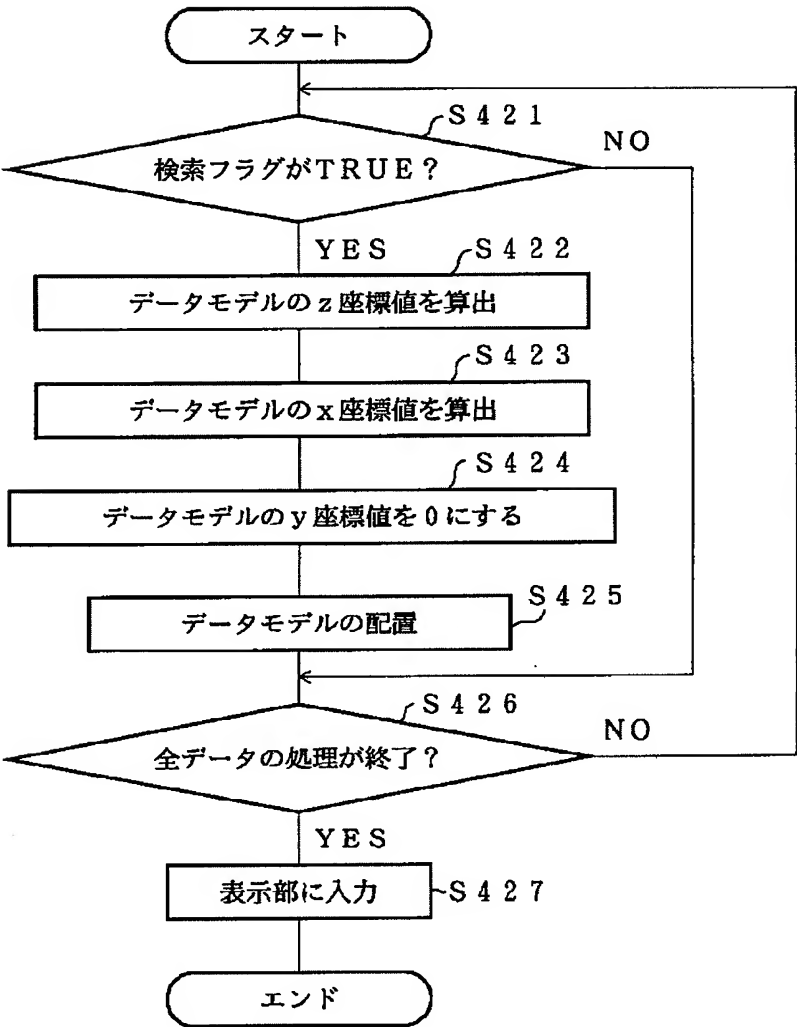 スタート
S421
NO
検索フラグがTRUE？
YES
S422
データモデルのz座標値を算出
S423
データモデルのx座標値を算出
S424
データモデルのy座標値を0にする
S425
データモデルの配置
S426
NO
全データの処理が終了？
YES
表示部に入力
S427
エンド